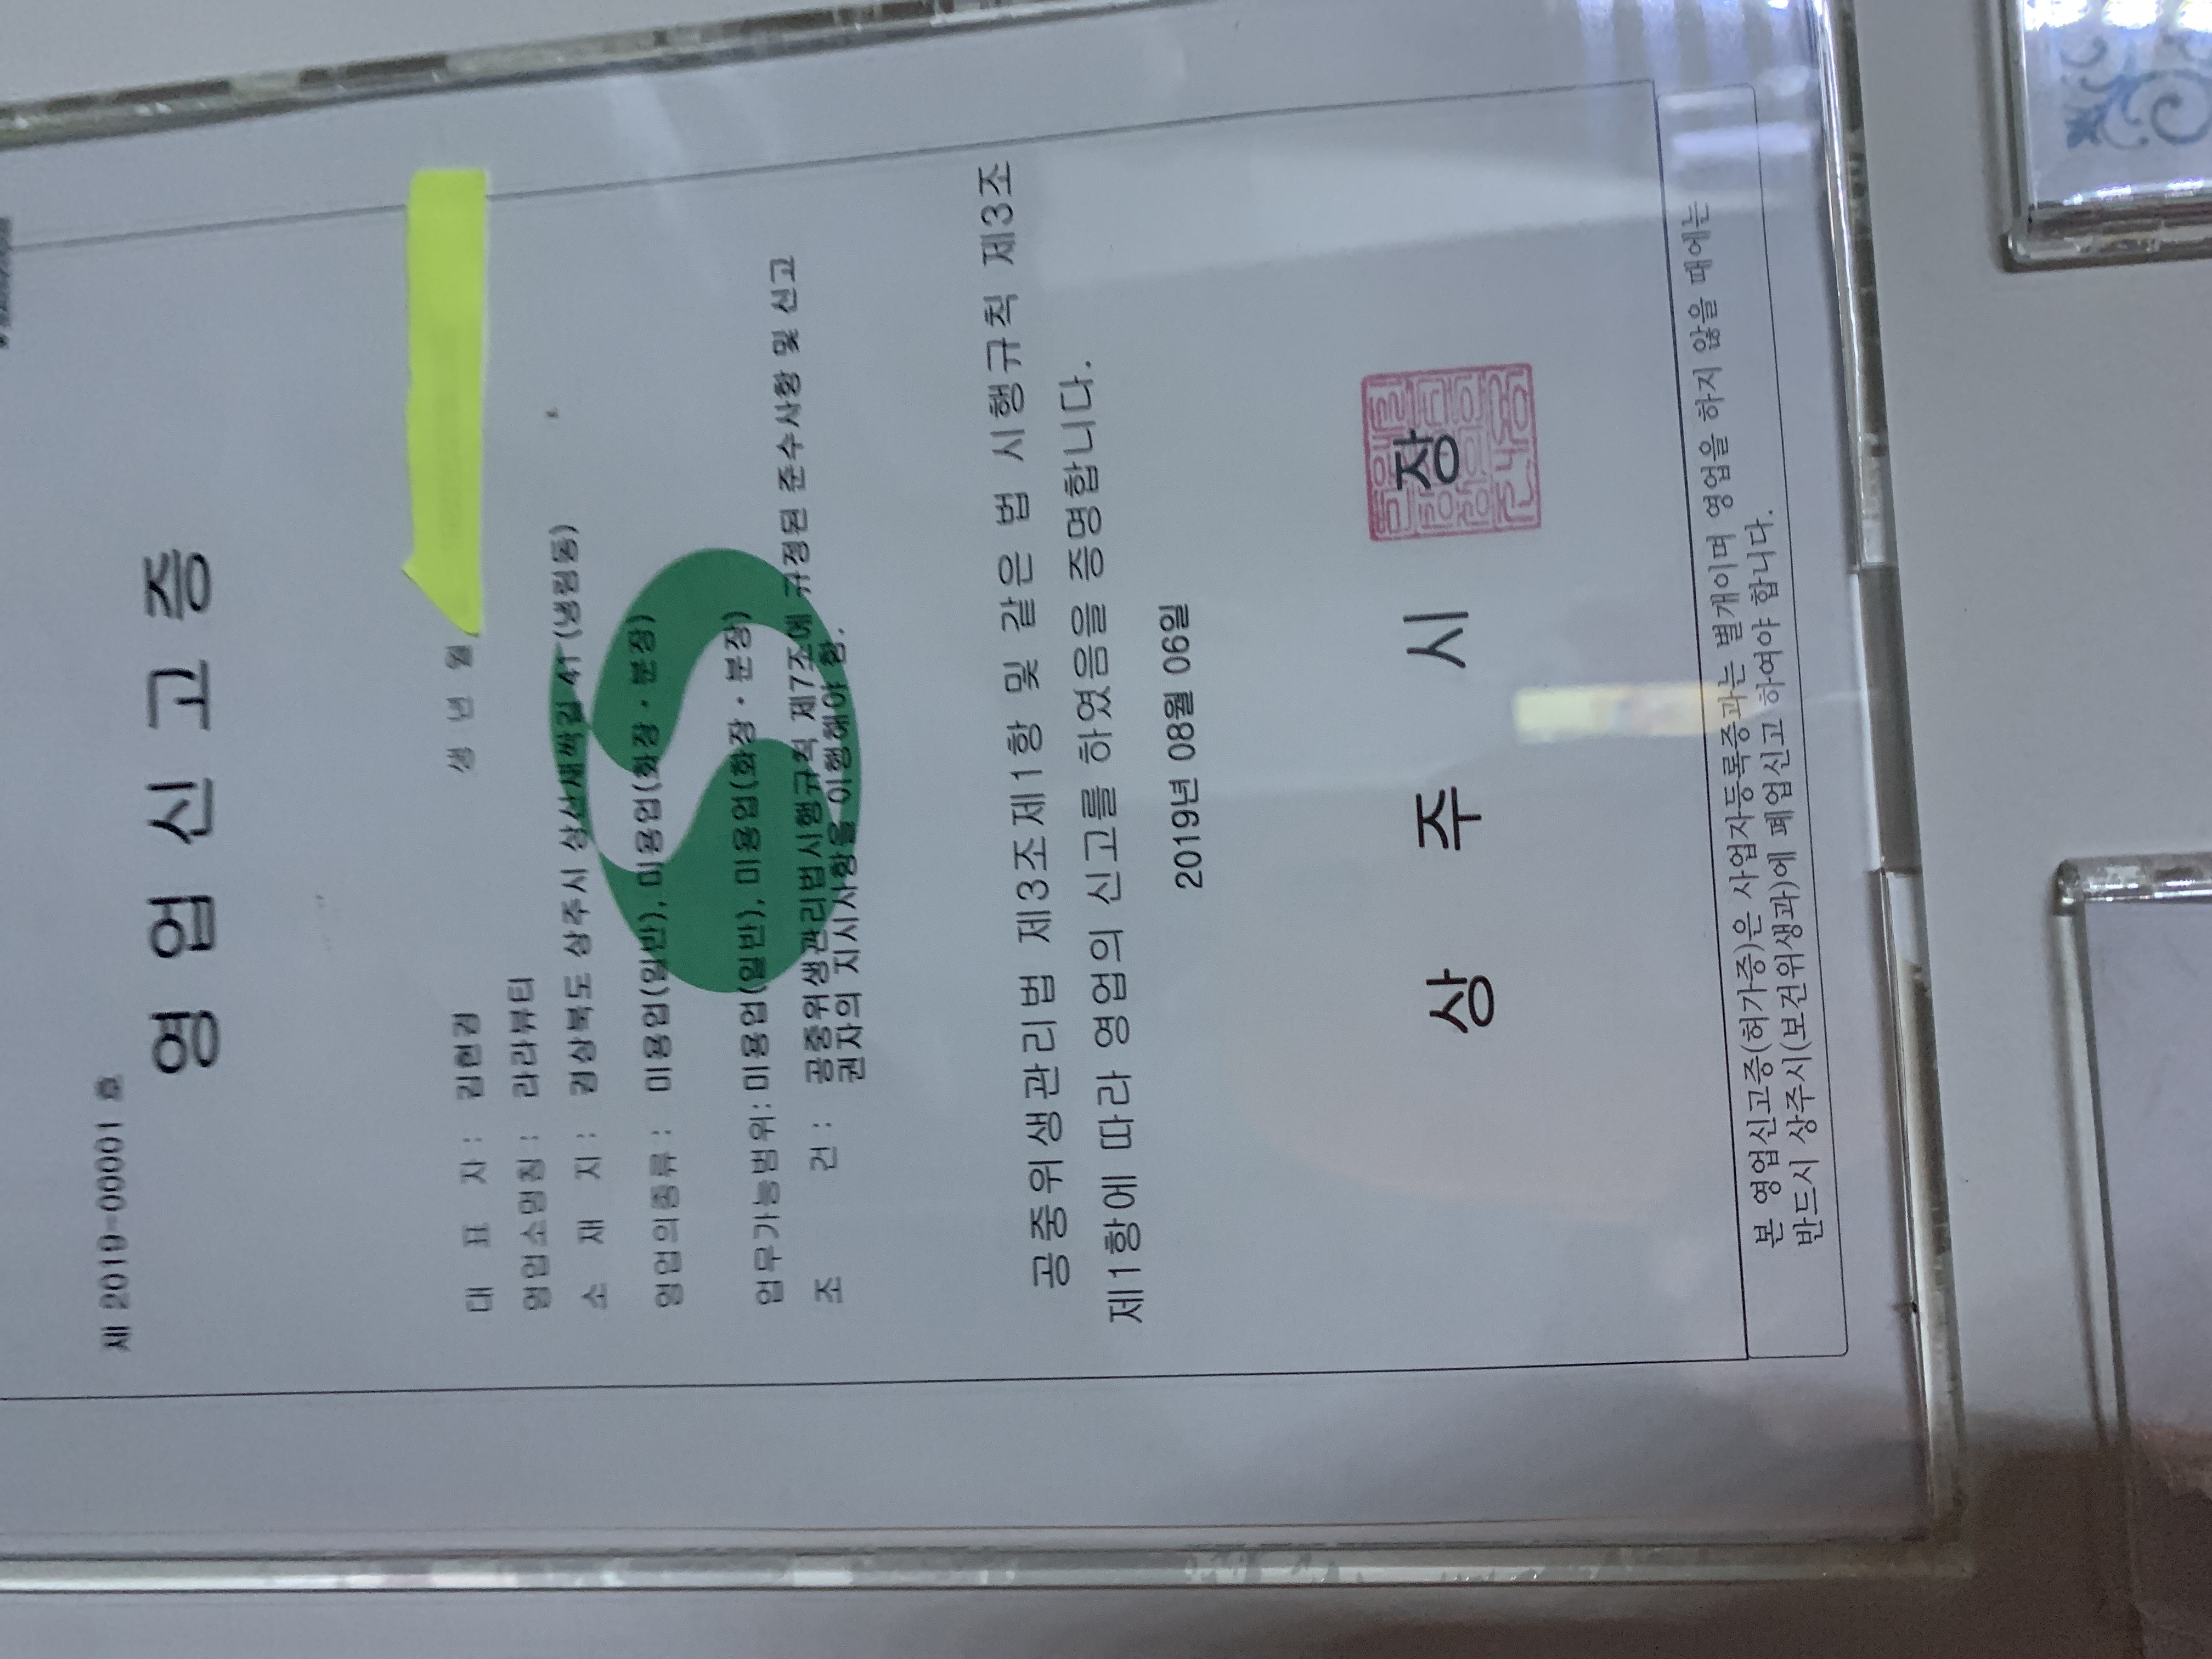 제 2019-00001 호
영 업 신 고 증
대 표 자 : 김현경 생 년 월
영업소명칭 : 라라뷰티
소 재 지 : 경상북도 상주시 상산새싹길 41 (냉림동)
영업의종류 : 미용업(일반), 미용업(화장·분장)
업무가능범위: 미용업(일반), 미용업(화장·분장)
조 건 : 공중위생관리법시행규칙 제7조에 규정된 준수사항 및 신고
권자의 지시사항을 이행해야 함.
공중위생관리법 제3조제1항 및 같은 법 시행규칙 제3조
제1항에 따라 영업의 신고를 하였음을 증명합니다.
2019년 08월 06일
상 주 시 장
본 영업신고증(허가증)은 사업자등록증과는 별개이며 영업을 하지 않을 때에는
반드시 상주시(보건위생과)에 폐업신고 하여야 합니다.